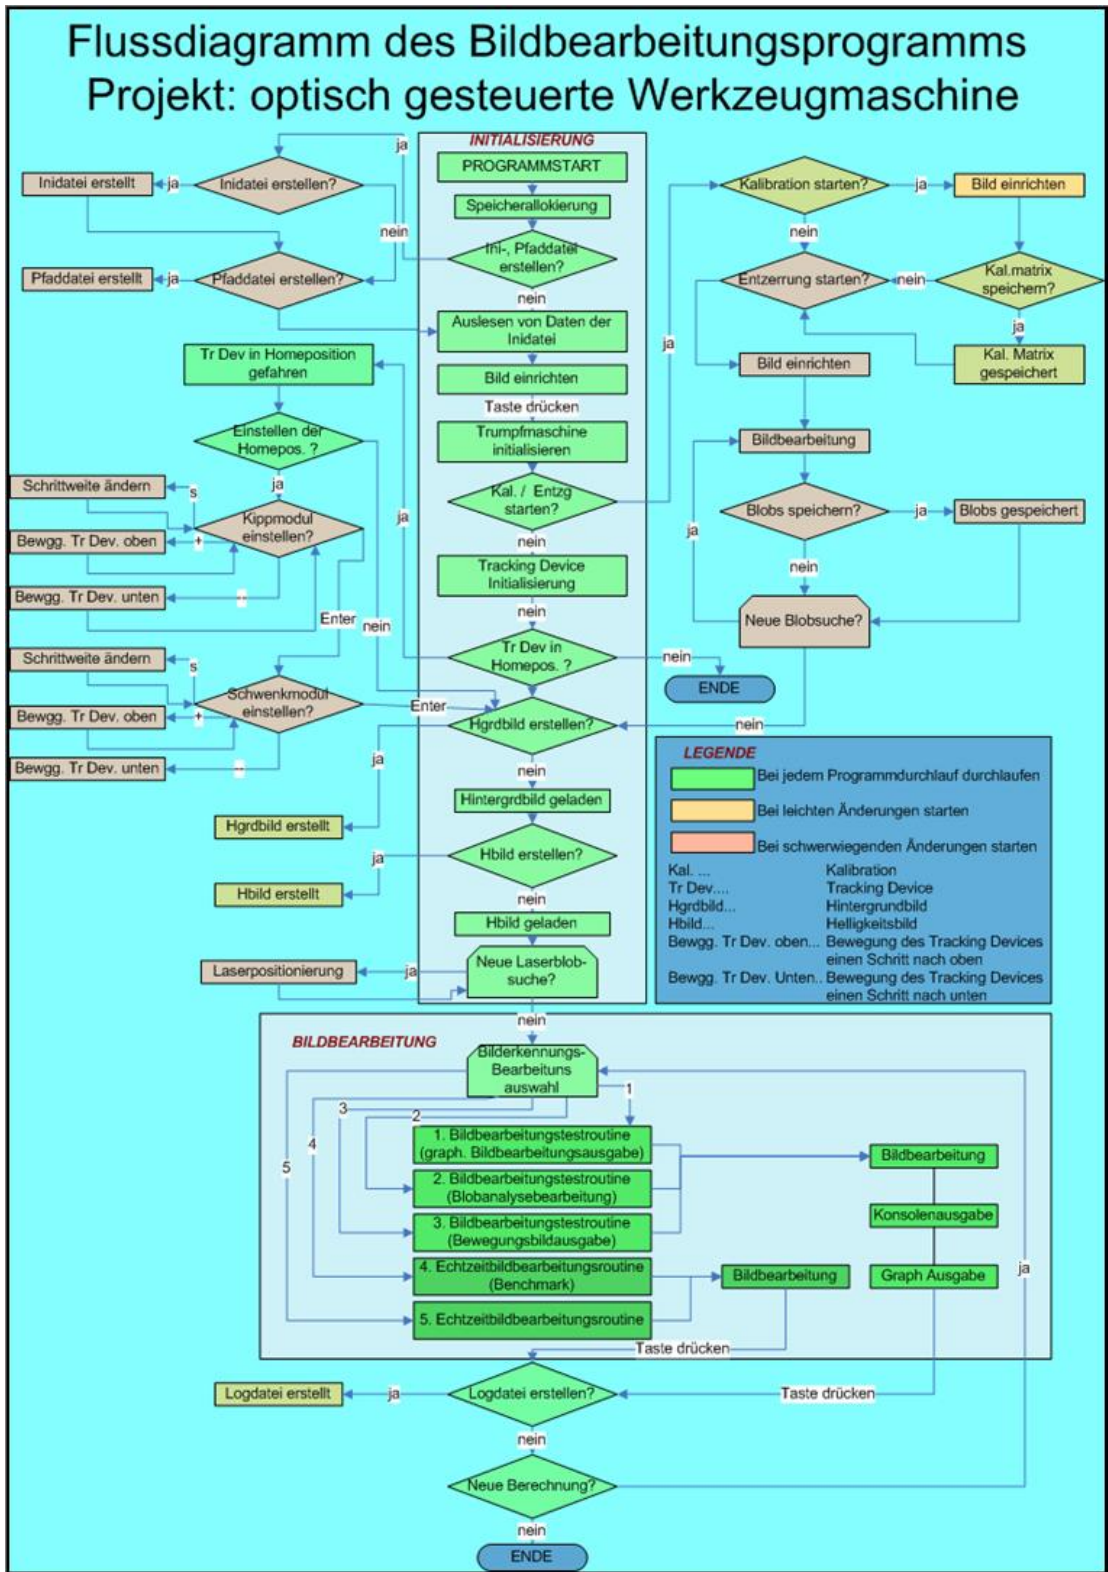 Flussdiagramm des Bildbearbeitungsprogramms
Projekt: optisch gesteuerte Werkzeugmaschine
INITIALISIERUNG
PROGRAMMSTART
Speicherallokierung
Ini-, Pfaddatei
erstellen?
ja
nein
Inidatei erstellen?
ja
Inidatei erstellt
nein
Pfaddatei erstellen?
ja
Pfaddatei erstellt
Auslesen von Daten der
Inidatei
Bild einrichten
Taste drücken
Trumpfmaschine
initialisieren
Kal. / Entzg
starten?
ja
nein
Tracking Device
Initialisierung
nein
Tr Dev in
Homepos. ?
ja
nein
ENDE
Tr Dev in Homeposition
gefahren
Einstellen der
Homepos. ?
ja
nein
Kippmodul
einstellen?
s
Schrittweite ändern
+
Bewgg. Tr Dev. oben
--
Bewgg. Tr Dev. unten
Enter
Schwenkmodul
einstellen?
s
Schrittweite ändern
+
Bewgg. Tr Dev. oben
--
Bewgg. Tr Dev. unten
Enter
Kalibration starten?
ja
Bild einrichten
nein
Kal.matrix
speichern?
nein
ja
Kal. Matrix
gespeichert
Entzerrung starten?
Bild einrichten
Bildbearbeitung
Blobs speichern?
ja
Blobs gespeichert
nein
Neue Blobsuche?
ja
nein
Hgrdbild erstellen?
ja
Hgrdbild erstellt
nein
Hintergrdbild geladen
Hbild erstellen?
ja
Hbild erstellt
nein
Hbild geladen
Neue Laserblob-
suche?
ja
Laserpositionierung
nein
LEGENDE
Bei jedem Programmdurchlauf durchlaufen
Bei leichten Änderungen starten
Bei schwerwiegenden Änderungen starten
Kal. ... Kalibration
Tr Dev.... Tracking Device
Hgrdbild... Hintergrundbild
Hbild... Helligkeitsbild
Bewgg. Tr Dev. oben... Bewegung des Tracking Devices
einen Schritt nach oben
Bewgg. Tr Dev. Unten.. Bewegung des Tracking Devices
einen Schritt nach unten
BILDBEARBEITUNG
Bilderkennungs-
Bearbeituns
auswahl
1
2
3
4
5
1. Bildbearbeitungstestroutine
(graph. Bildbearbeitungsausgabe)
2. Bildbearbeitungstestroutine
(Blobanalysebearbeitung)
3. Bildbearbeitungstestroutine
(Bewegungsbildausgabe)
4. Echtzeitbildbearbeitungsroutine
(Benchmark)
5. Echtzeitbildbearbeitungsroutine
Bildbearbeitung
Bildbearbeitung
Konsolenausgabe
Graph Ausgabe
ja
Taste drücken
Taste drücken
Logdatei erstellen?
ja
Logdatei erstellt
nein
Neue Berechnung?
nein
ENDE